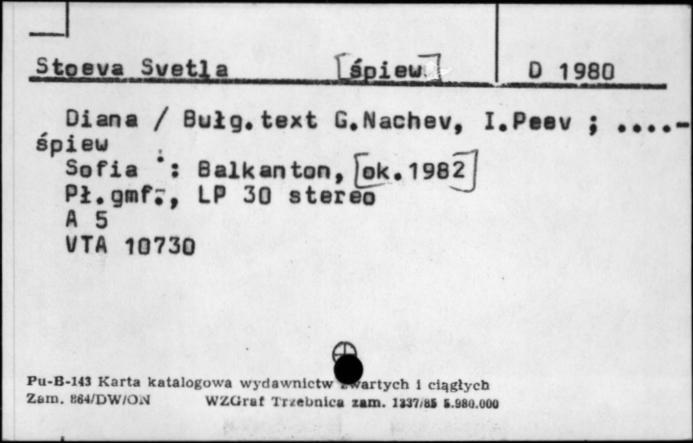 Stoeva Svetla [śpiew] D 1980
Diana / Bułg.text G.Nachev, I.Peev ; ....-
śpiew
Sofia : Balkanton, [ok.1982]
Pł.gmf., LP 30 stereo
A 5
VTA 10730
Pu-B-143 Karta katalogowa wydawnictw zwartych i ciągłych
Zam. 864/DW/ON WZGraf Trzebnica zam. 1337/85 5.980.000